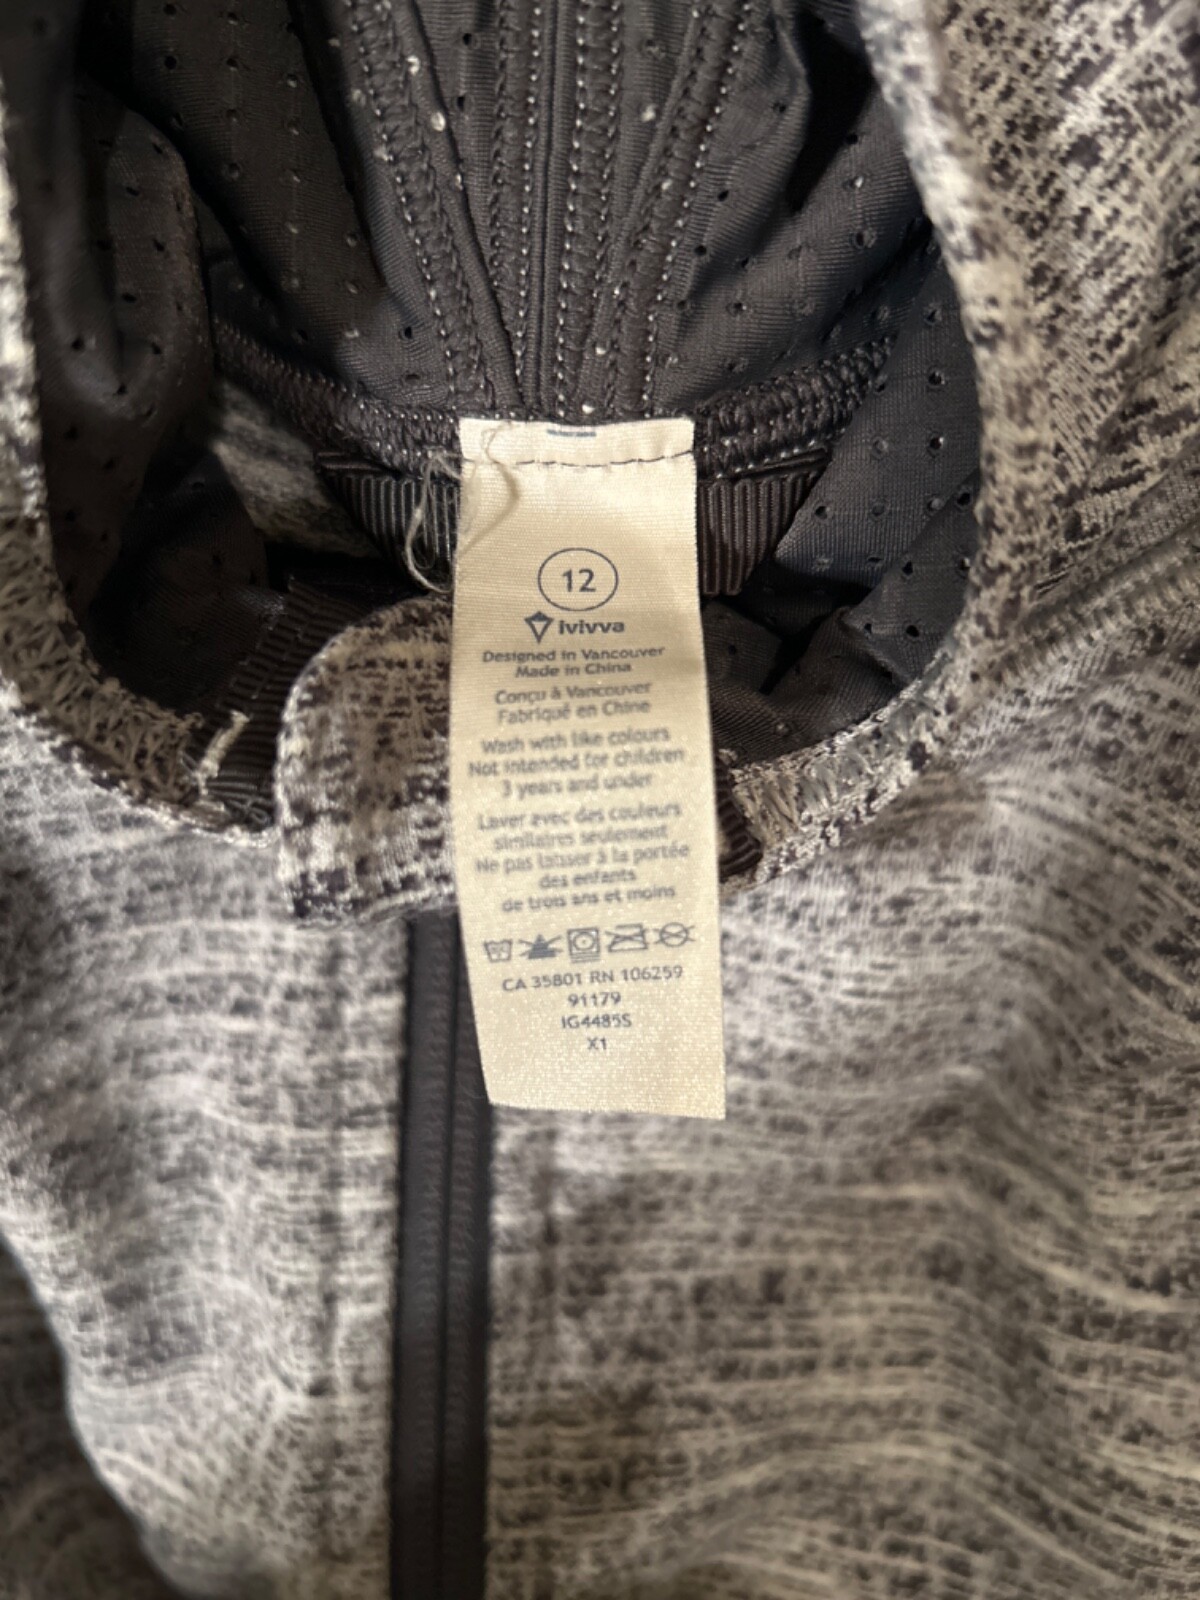 12
ivivva
Designed in Vancouver
Made in China
Conçu à Vancouver
Fabriqué en Chine
Wash with like colours
Not intended for children
3 years and under
Laver avec des couleurs
similaires seulement
Ne pas laisser à la portée
des enfants
de trois ans et moins
CA 35801 RN 106259
91179
IG4485S
X1